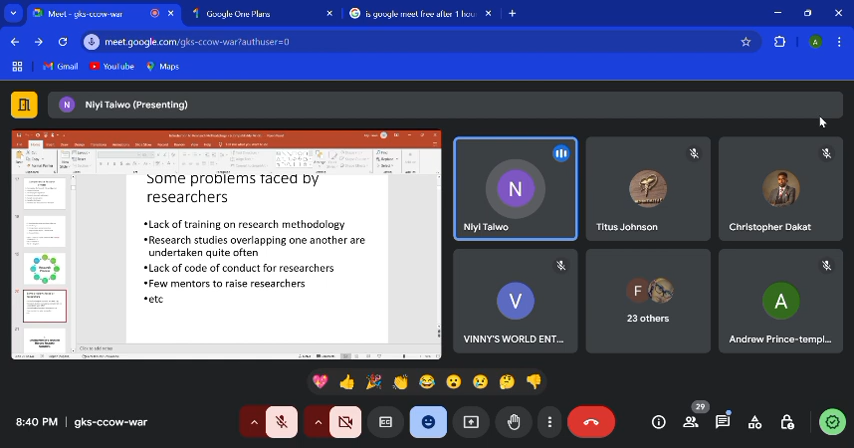 Meet - gks-ccow-war
Google One Plans
is google meet free after 1 hour
meet.google.com/gks-ccow-war?authuser=0
A
Gmail
YouTube
Maps
N
Niyi Taiwo (Presenting)
Some problems faced by
researchers
•Lack of training on research methodology
•Research studies overlapping one another are
undertaken quite often
•Lack of code of conduct for researchers
•Few mentors to raise researchers
•etc
N
Niyi Taiwo
Titus Johnson
Christopher Dakat
V
VINNY'S WORLD ENT...
F
23 others
A
Andrew Prince-templ...
8:40 PM | gks-ccow-war
CC
29